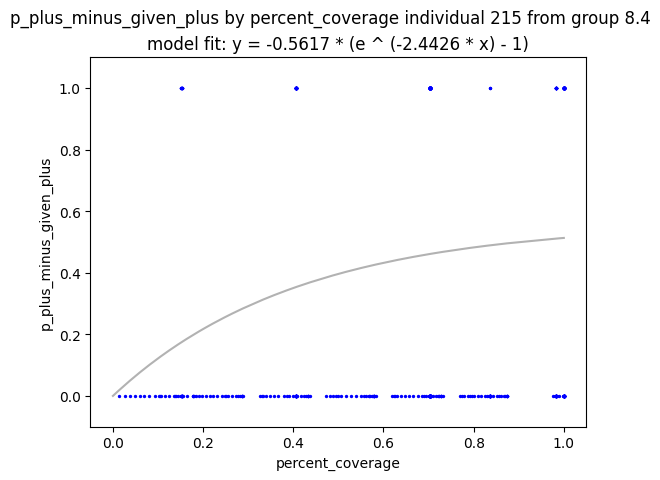 p_plus_minus_given_plus by percent_coverage individual 215 from group 8.4
model fit: y = -0.5617 * (e ^ (-2.4426 * x) - 1)
p_plus_minus_given_plus
1.0
0.8
0.6
0.4
0.2
0.0
0.0 0.2 0.4 0.6 0.8 1.0
percent_coverage